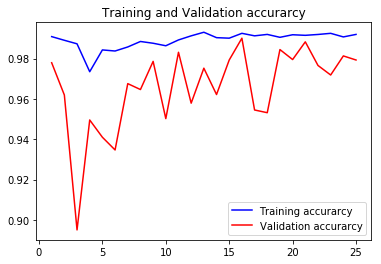 Training and Validation accurarcy
0.98
0.96
0.94
0.92
0.90
0 5 10 15 20 25
Training accurarcy
Validation accurarcy